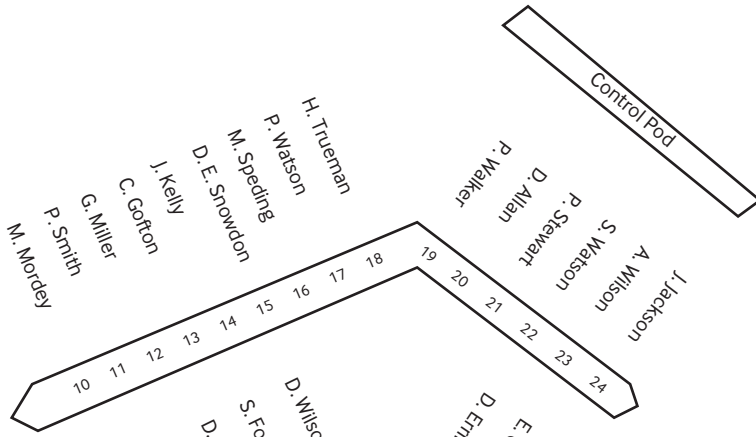 Control Pod
M. Mordey
P. Smith
G. Miller
C. Gofton
J. Kelly
D. E. Snowdon
M. Speding
P. Watson
H. Trueman
P. Walker
D. Allan
P. Stewart
S. Watson
A. Wilson
J. Jackson
10
11
12
13
14
15
16
17
18
19
20
21
22
23
24
D.
S.
D.
D.